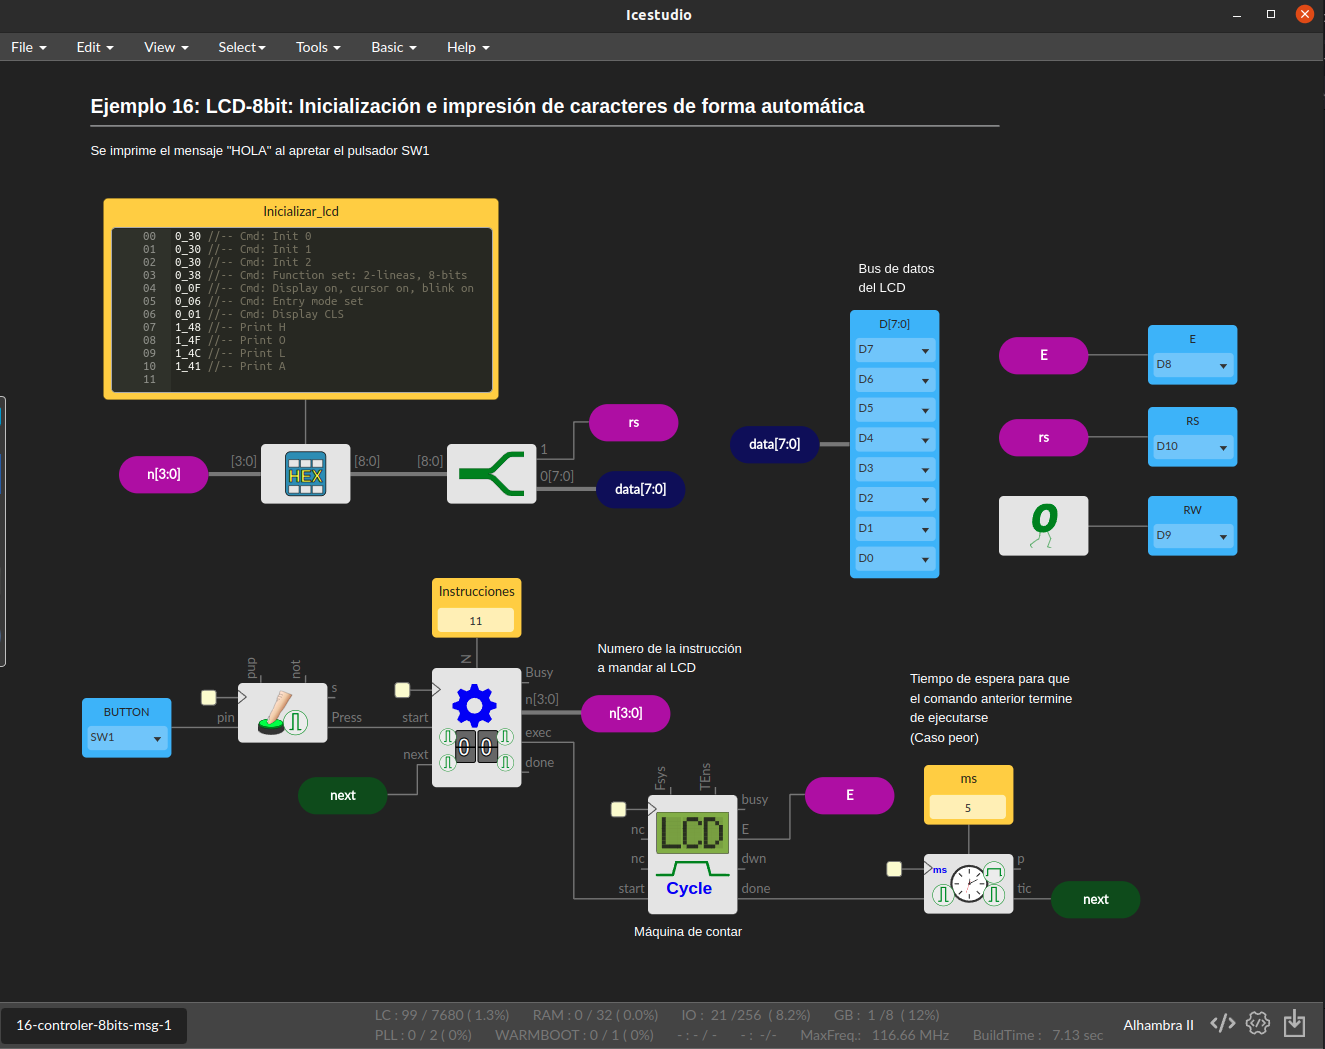 Icestudio
File Edit View Select Tools Basic Help
Ejemplo 16: LCD-8bit: Inicialización e impresión de caracteres de forma automática
Se imprime el mensaje "HOLA" al apretar el pulsador SW1
Inicializar_lcd
00 0_30 //-- Cmd: Init 0
01 0_30 //-- Cmd: Init 1
02 0_30 //-- Cmd: Init 2
03 0_38 //-- Cmd: Function set: 2-lineas, 8-bits
04 0_0F //-- Cmd: Display on, cursor on, blink on
05 0_06 //-- Cmd: Entry mode set
06 0_01 //-- Cmd: Display CLS
07 1_48 //-- Print H
08 1_4F //-- Print O
09 1_4C //-- Print L
10 1_41 //-- Print A
11
n[3:0]
[3:0]
HEX
[8:0]
[8:0]
1
0[7:0]
rs
data[7:0]
Bus de datos
del LCD
data[7:0]
D[7:0]
D7
D6
D5
D4
D3
D2
D1
D0
E
E
D8
rs
RS
D10
0
RW
D9
Instrucciones
11
BUTTON
SW1
pup
not
pin
s
Press
N
start
next
00
Busy
n[3:0]
exec
done
next
Numero de la instrucción
a mandar al LCD
n[3:0]
Fsys
TEns
nc
nc
start
LCD
Cycle
busy
E
dwn
done
Máquina de contar
E
Tiempo de espera para que
el comando anterior termine
de ejecutarse
(Caso peor)
ms
5
ms
p
tic
next
16-controler-8bits-msg-1
LC : 99 / 7680 ( 1.3%) RAM : 0 / 32 ( 0.0%) IO : 21 /256 ( 8.2%) GB : 1 /8 ( 12%)
PLL : 0 / 2 ( 0%) WARMBOOT : 0 / 1 ( 0%) - : - / - - : -/- MaxFreq.: 116.66 MHz BuildTime : 7.13 sec
Alhambra II